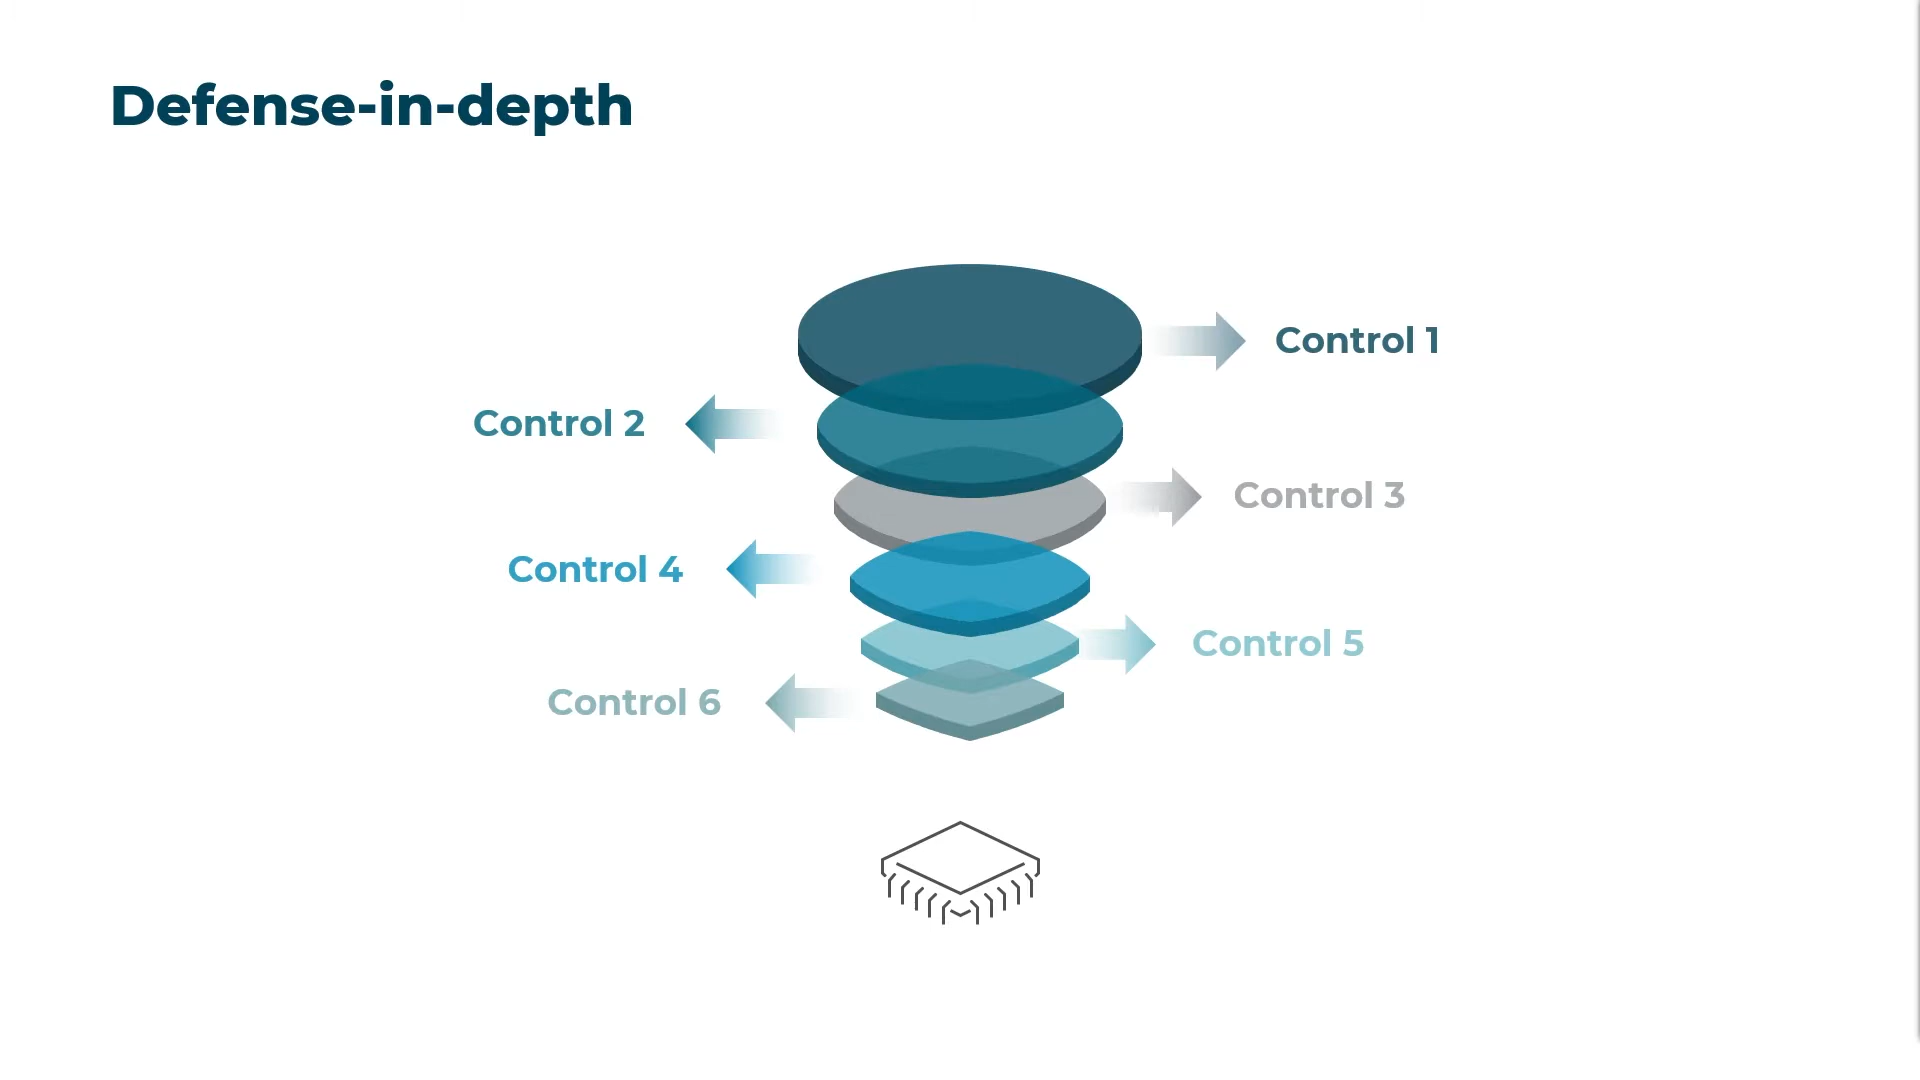 Defense-in-depth
Control 1
Control 2
Control 3
Control 4
Control 5
Control 6